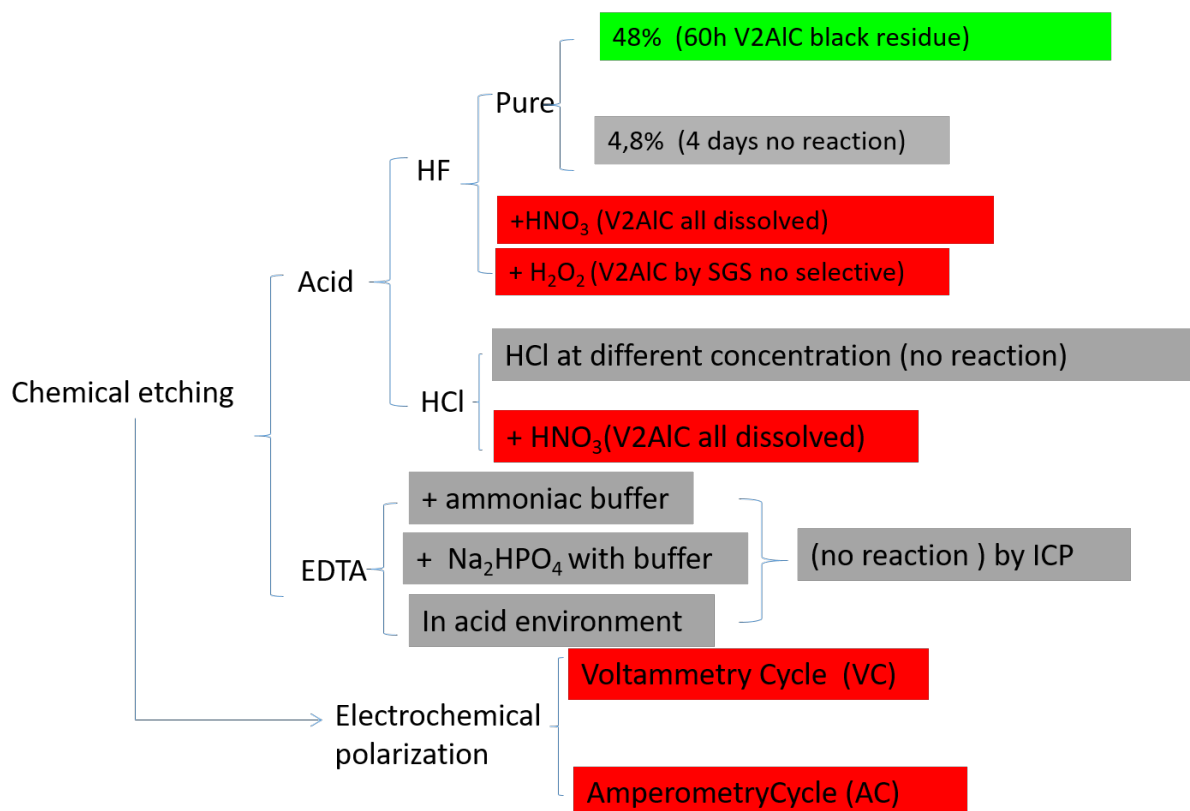 48% (60h V2AlC black residue)
Pure
4,8% (4 days no reaction)
HF
+HNO₃ (V2AlC all dissolved)
+ H₂O₂ (V2AlC by SGS no selective)
Acid
HCl at different concentration (no reaction)
Chemical etching
HCl
+ HNO₃(V2AlC all dissolved)
+ ammoniac buffer
+ Na₂HPO₄ with buffer
(no reaction ) by ICP
EDTA
In acid environment
Voltammetry Cycle (VC)
Electrochemical
polarization
AmperometryCycle (AC)